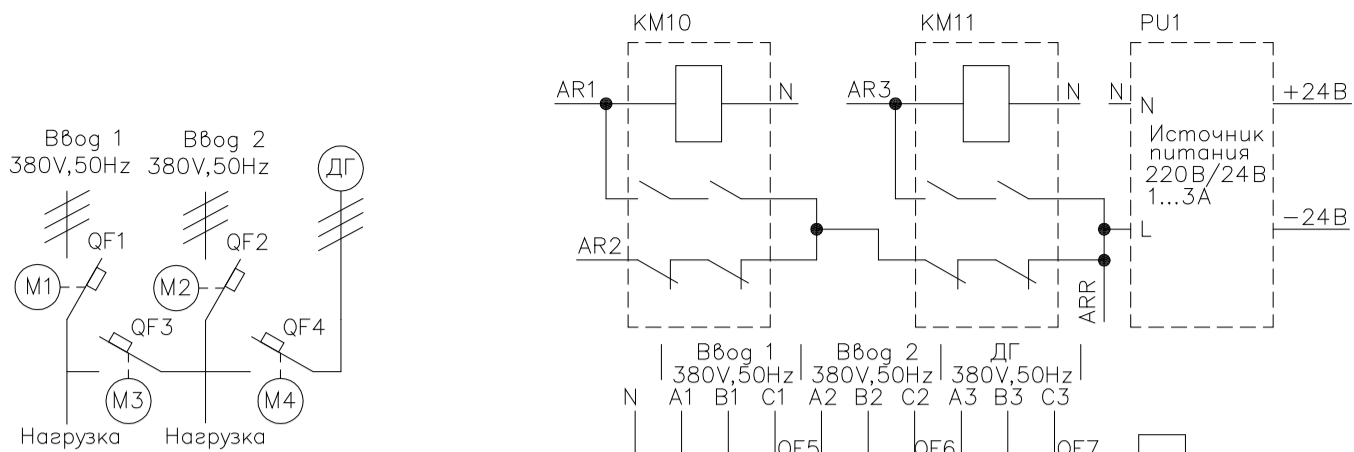 Ввод 1
380V,50Hz
Ввод 2
380V,50Hz
ДГ
QF1
QF2
M1
M2
QF3
QF4
M3
M4
Нагрузка
Нагрузка
KM10
KM11
PU1
AR1
N
AR3
N
N
N
+24В
Источник
питания
220В/24В
1...3А
L
-24В
AR2
ARR
Ввод 1
380V,50Hz
Ввод 2
380V,50Hz
ДГ
380V,50Hz
N A1 B1 C1 A2 B2 C2 A3 B3 C3
QF5 QF6 QF7